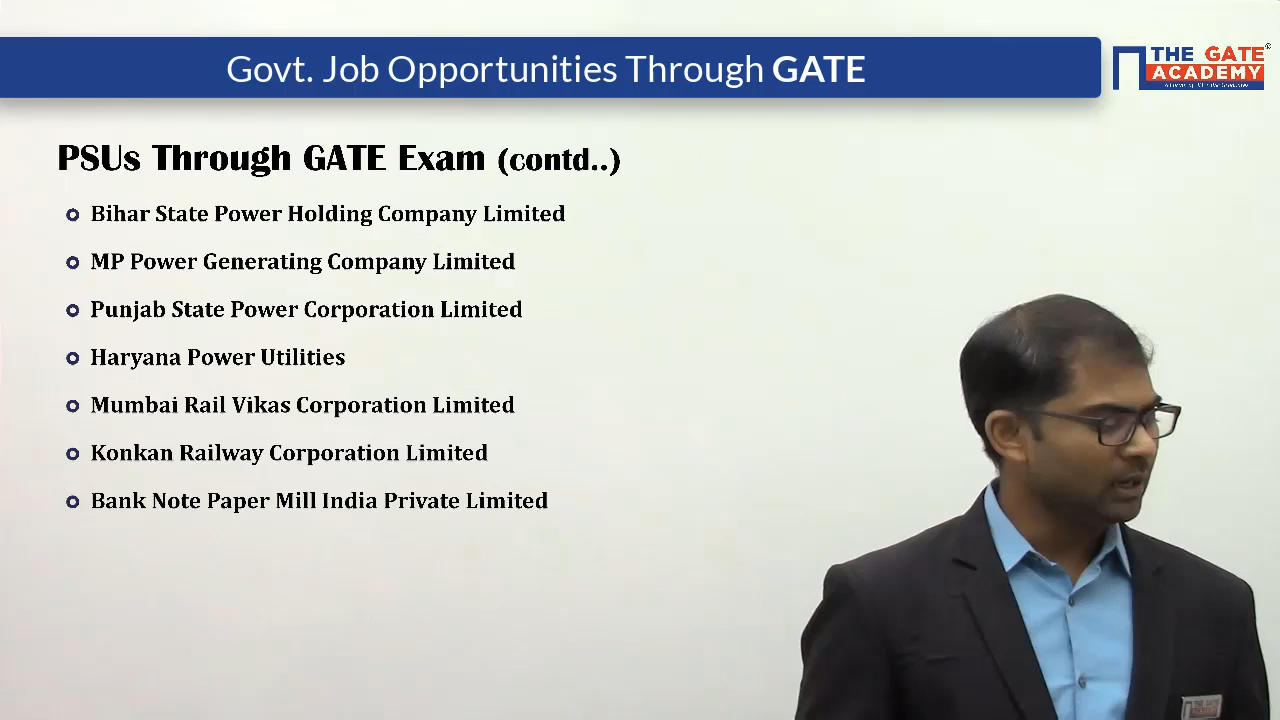 Govt. Job Opportunities Through GATE
THE GATE
ACADEMY
PSUs Through GATE Exam (contd..)
Bihar State Power Holding Company Limited
MP Power Generating Company Limited
Punjab State Power Corporation Limited
Haryana Power Utilities
Mumbai Rail Vikas Corporation Limited
Konkan Railway Corporation Limited
Bank Note Paper Mill India Private Limited
THE GATE